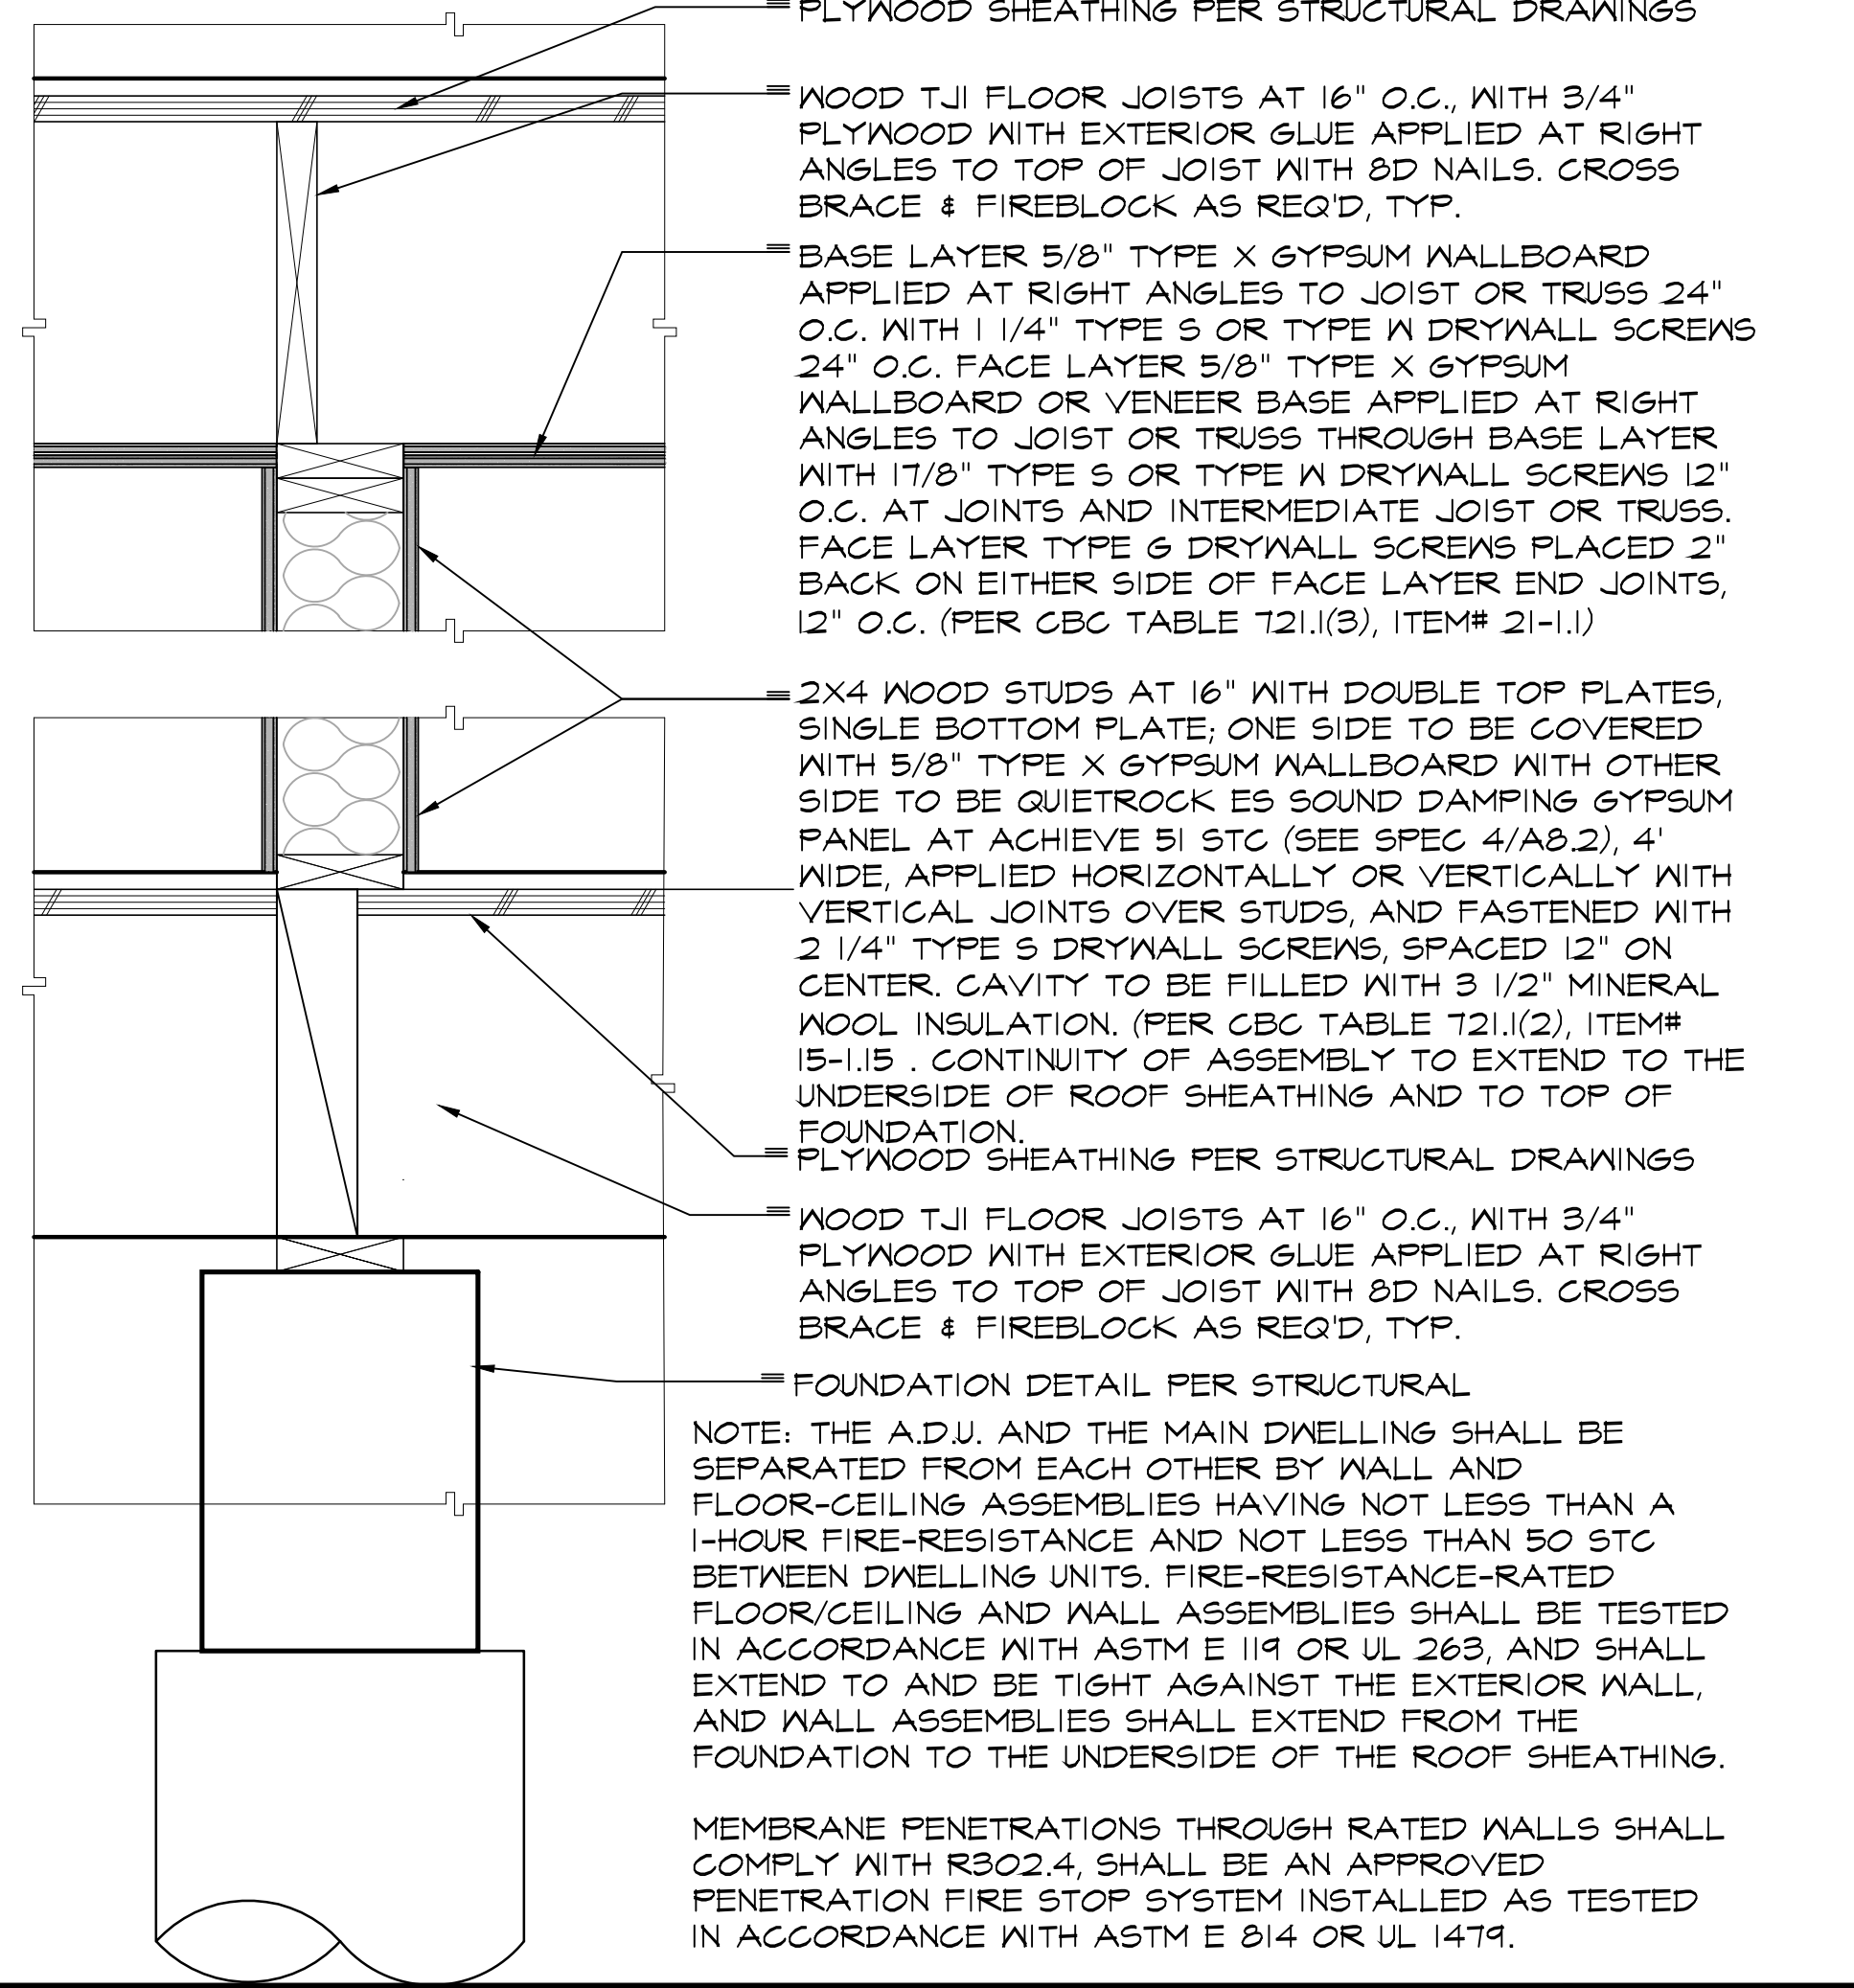 PLYWOOD SHEATHING PER STRUCTURAL DRAWINGS
WOOD TJI FLOOR JOISTS AT 16" O.C., WITH 3/4"
PLYWOOD WITH EXTERIOR GLUE APPLIED AT RIGHT
ANGLES TO TOP OF JOIST WITH 8D NAILS. CROSS
BRACE & FIREBLOCK AS REQ'D, TYP.
BASE LAYER 5/8" TYPE X GYPSUM WALLBOARD
APPLIED AT RIGHT ANGLES TO JOIST OR TRUSS 24"
O.C. WITH 1 1/4" TYPE S OR TYPE W DRYWALL SCREWS
24" O.C. FACE LAYER 5/8" TYPE X GYPSUM
WALLBOARD OR VENEER BASE APPLIED AT RIGHT
ANGLES TO JOIST OR TRUSS THROUGH BASE LAYER
WITH 17/8" TYPE S OR TYPE W DRYWALL SCREWS 12"
O.C. AT JOINTS AND INTERMEDIATE JOIST OR TRUSS.
FACE LAYER TYPE G DRYWALL SCREWS PLACED 2"
BACK ON EITHER SIDE OF FACE LAYER END JOINTS,
12" O.C. (PER CBC TABLE 721.1(3), ITEM# 21-1.1)
2X4 WOOD STUDS AT 16" WITH DOUBLE TOP PLATES,
SINGLE BOTTOM PLATE; ONE SIDE TO BE COVERED
WITH 5/8" TYPE X GYPSUM WALLBOARD WITH OTHER
SIDE TO BE QUIETROCK ES SOUND DAMPING GYPSUM
PANEL AT ACHIEVE 51 STC (SEE SPEC 4/A8.2), 4'
WIDE, APPLIED HORIZONTALLY OR VERTICALLY WITH
VERTICAL JOINTS OVER STUDS, AND FASTENED WITH
2 1/4" TYPE S DRYWALL SCREWS, SPACED 12" ON
CENTER. CAVITY TO BE FILLED WITH 3 1/2" MINERAL
WOOL INSULATION. (PER CBC TABLE 721.1(2), ITEM#
15-1.15 . CONTINUITY OF ASSEMBLY TO EXTEND TO THE
UNDERSIDE OF ROOF SHEATHING AND TO TOP OF
FOUNDATION.
PLYWOOD SHEATHING PER STRUCTURAL DRAWINGS
WOOD TJI FLOOR JOISTS AT 16" O.C., WITH 3/4"
PLYWOOD WITH EXTERIOR GLUE APPLIED AT RIGHT
ANGLES TO TOP OF JOIST WITH 8D NAILS. CROSS
BRACE & FIREBLOCK AS REQ'D, TYP.
FOUNDATION DETAIL PER STRUCTURAL
NOTE: THE A.D.U. AND THE MAIN DWELLING SHALL BE
SEPARATED FROM EACH OTHER BY WALL AND
FLOOR-CEILING ASSEMBLIES HAVING NOT LESS THAN A
1-HOUR FIRE-RESISTANCE AND NOT LESS THAN 50 STC
BETWEEN DWELLING UNITS. FIRE-RESISTANCE-RATED
FLOOR/CEILING AND WALL ASSEMBLIES SHALL BE TESTED
IN ACCORDANCE WITH ASTM E 119 OR UL 263, AND SHALL
EXTEND TO AND BE TIGHT AGAINST THE EXTERIOR WALL,
AND WALL ASSEMBLIES SHALL EXTEND FROM THE
FOUNDATION TO THE UNDERSIDE OF THE ROOF SHEATHING.
MEMBRANE PENETRATIONS THROUGH RATED WALLS SHALL
COMPLY WITH R302.4, SHALL BE AN APPROVED
PENETRATION FIRE STOP SYSTEM INSTALLED AS TESTED
IN ACCORDANCE WITH ASTM E 814 OR UL 1479.